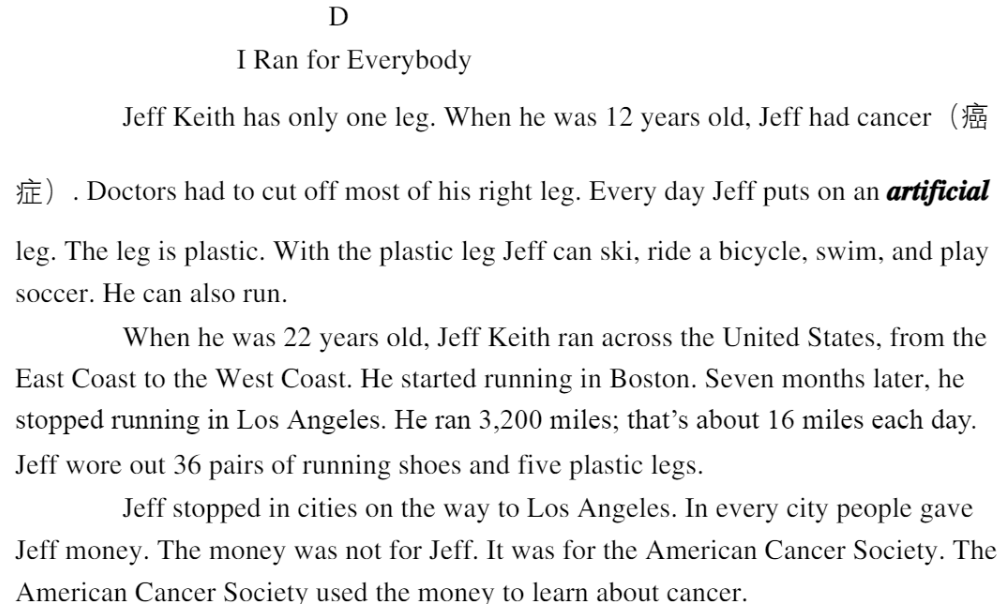 D
I Ran for Everybody
Jeff Keith has only one leg. When he was 12 years old, Jeff had cancer（癌
症）. Doctors had to cut off most of his right leg. Every day Jeff puts on an artificial
leg. The leg is plastic. With the plastic leg Jeff can ski, ride a bicycle, swim, and play
soccer. He can also run.
When he was 22 years old, Jeff Keith ran across the United States, from the
East Coast to the West Coast. He started running in Boston. Seven months later, he
stopped running in Los Angeles. He ran 3,200 miles; that’s about 16 miles each day.
Jeff wore out 36 pairs of running shoes and five plastic legs.
Jeff stopped in cities on the way to Los Angeles. In every city people gave
Jeff money. The money was not for Jeff. It was for the American Cancer Society. The
American Cancer Society used the money to learn about cancer.